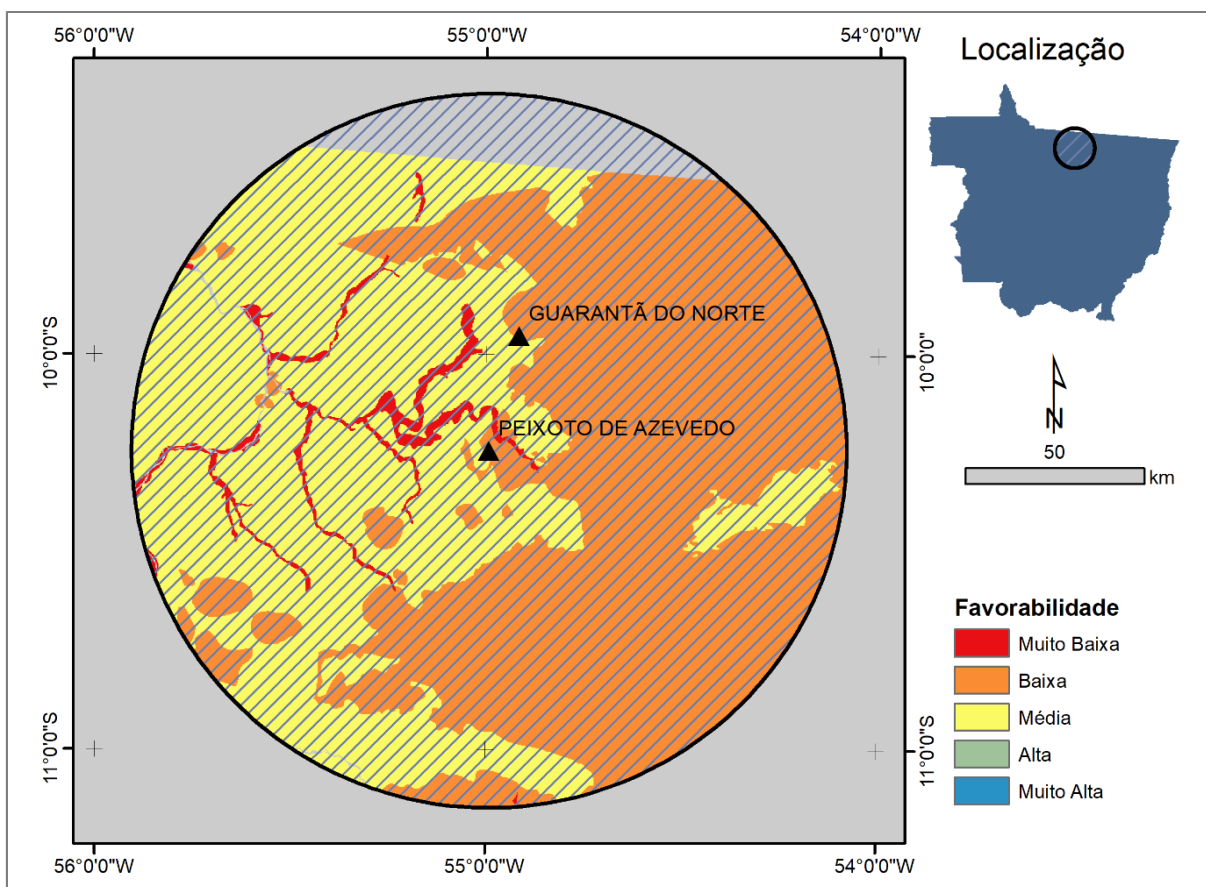 56°0'0"W
55°0'0"W
54°0'0"W
Localização
GUARANTÃ DO NORTE
10°0'0"S
10°0'0"
PEIXOTO DE AZEVEDO
N
50
km
Favorabilidade
Muito Baixa
Baixa
Média
Alta
Muito Alta
11°0'0"S
11°0'0"S
56°0'0"W
55°0'0"W
54°0'0"W